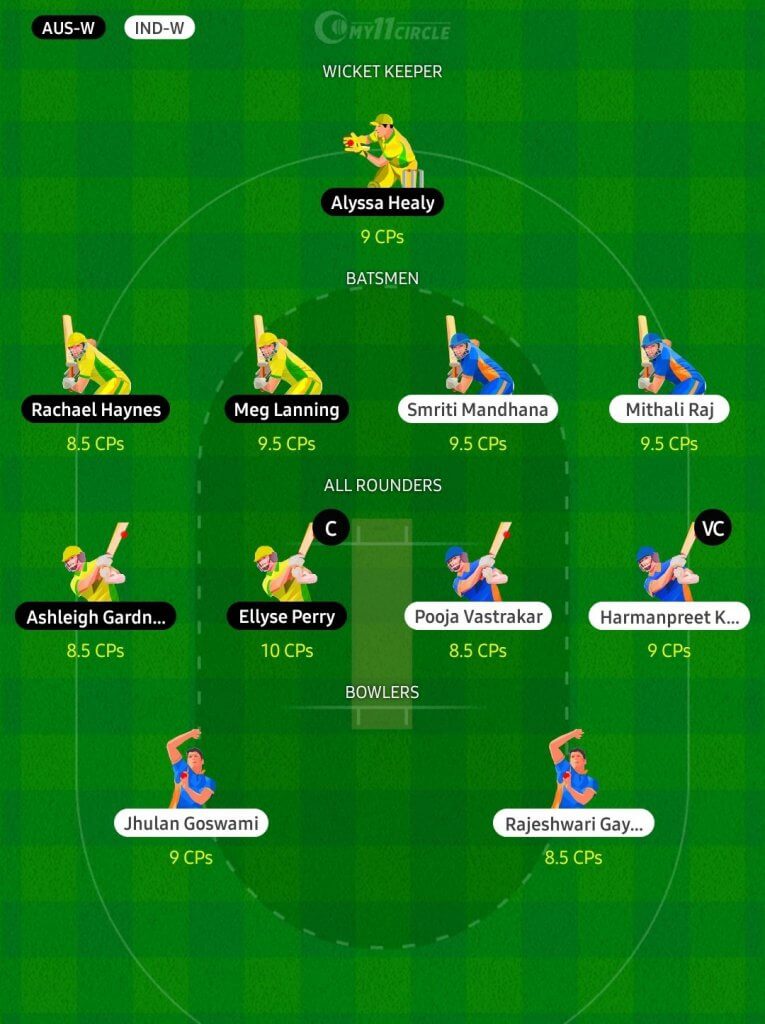 AUS-W IND-W MY11CIRCLE
WICKET KEEPER
Alyssa Healy
9 CPs
BATSMEN
Rachael Haynes Meg Lanning Smriti Mandhana Mithali Raj
8.5 CPs 9.5 CPs 9.5 CPs 9.5 CPs
ALL ROUNDERS
C VC
Ashleigh Gardn... Ellyse Perry Pooja Vastrakar Harmanpreet K...
8.5 CPs 10 CPs 8.5 CPs 9 CPs
BOWLERS
Jhulan Goswami Rajeshwari Gay...
9 CPs 8.5 CPs